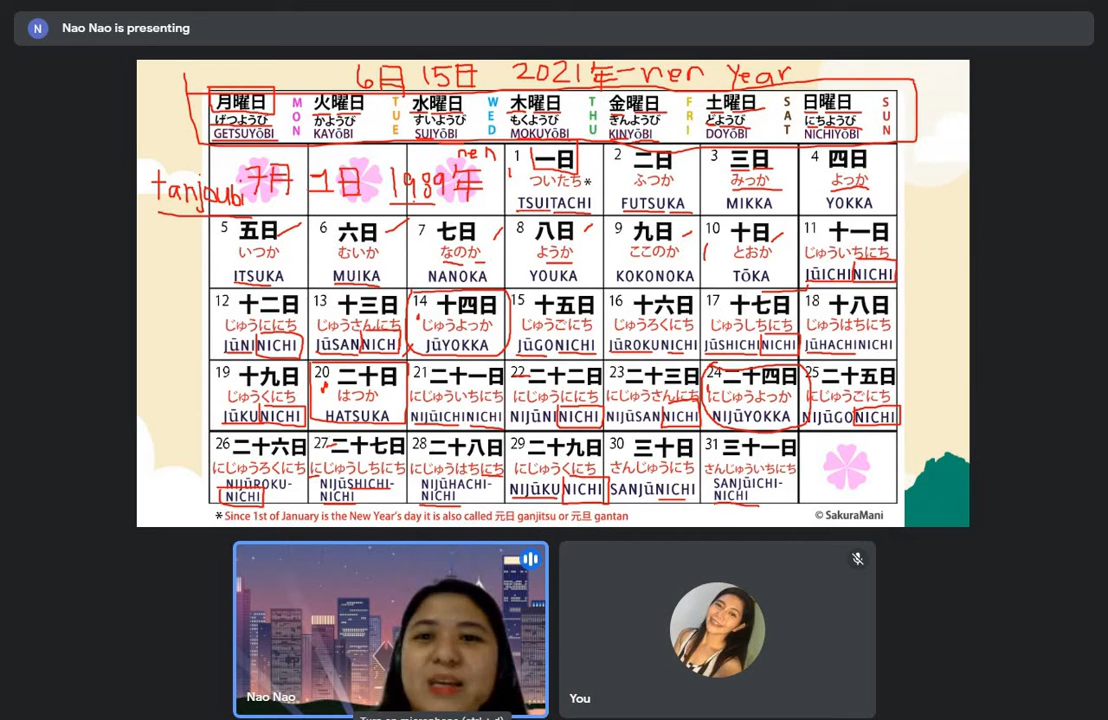 N Nao Nao is presenting
6月 15日 2021年-nen year
月曜日 火曜日 水曜日 木曜日 金曜日 土曜日 日曜日
げつようび かようび すいようび もくようび きんようび どようび にちようび
GETSUYōBI KAYōBI SUIYōBI MOKUYōBI KINYōBI DOYōBI NICHIYōBI
MON TUE WED THU FRI SAT SUN
nen
tanjoubi 7月 1日 1989年
1 一日 2 二日 3 三日 4 四日
ついたち* ふつか みっか よっか
TSUITACHI FUTSUKA MIKKA YOKKA
5 五日 6 六日 7 七日 8 八日 9 九日 10 十日 11 十一日
いつか むいか なのか ようか ここのか とおか じゅういちにち
ITSUKA MUIKA NANOKA YOUKA KOKONOKA TōKA JūICHINICHI
12 十二日 13 十三日 14 十四日 15 十五日 16 十六日 17 十七日 18 十八日
じゅうににち じゅうさんにち じゅうよっか じゅうごにち じゅうろくにち じゅうしちにち じゅうはちにち
JūNINICHI JūSANNICHI JūYOKKA JūGONICHI JūROKUNICHI JūSHICHINICHI JūHACHINICHI
19 十九日 20 二十日 21 二十一日 22 二十二日 23 二十三日 24 二十四日 25 二十五日
じゅうくにち はつか にじゅういちにち にじゅうににち にじゅうさんにち にじゅうよっか にじゅうごにち
JūKUNICHI HATSUKA NIJūICHINICHI NIJūNINICHI NIJūSANNICHI NIJūYOKKA NIJūGONICHI
26 二十六日 27 二十七日 28 二十八日 29 二十九日 30 三十日 31 三十一日
にじゅうろくにち にじゅうしちにち にじゅうはちにち にじゅうくにち さんじゅうにち さんじゅういちにち
NIJūROKU-NICHI NIJūSHICHI-NICHI NIJūHACHI-NICHI NIJūKUNICHI SANJūNICHI SANJūICHI-NICHI
* Since 1st of January is the New Year's day it is also called 元日 ganjitsu or 元旦 gantan
© SakuraMani
Nao Nao You
Turn on microphone (ctrl + d)